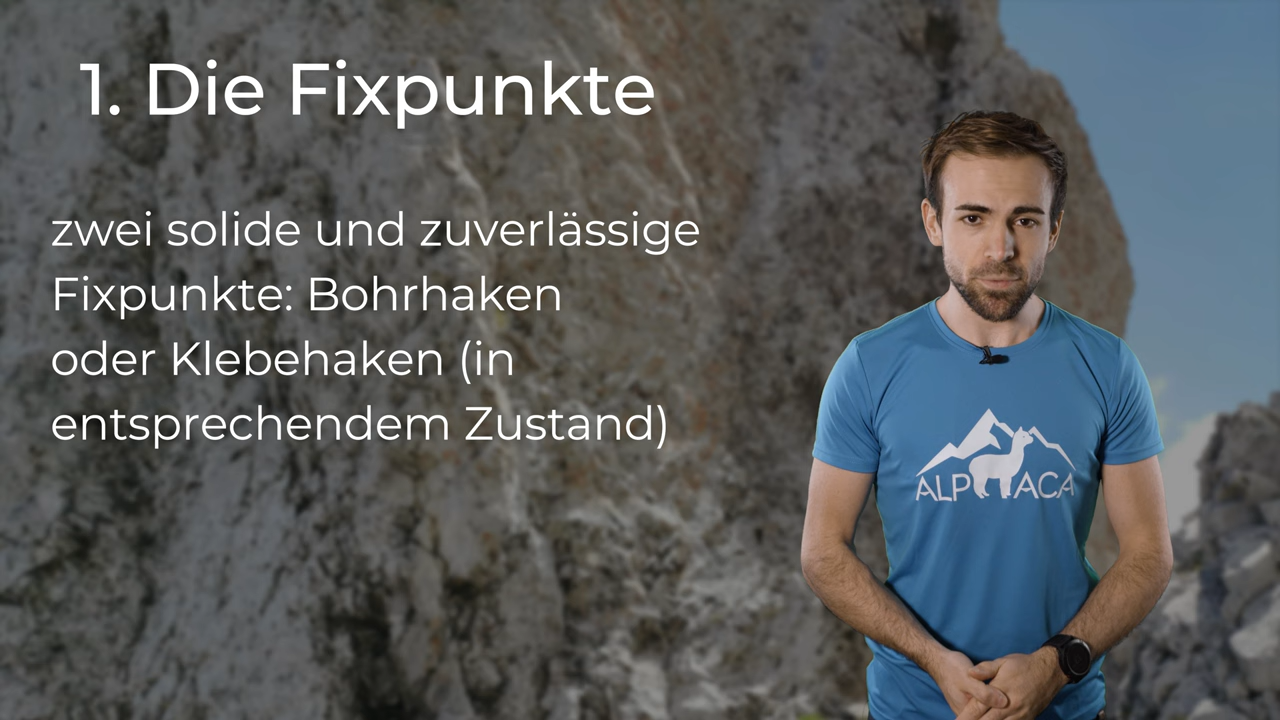 1. Die Fixpunkte
zwei solide und zuverlässige
Fixpunkte: Bohrhaken
oder Klebehaken (in
entsprechendem Zustand)
ALPACA